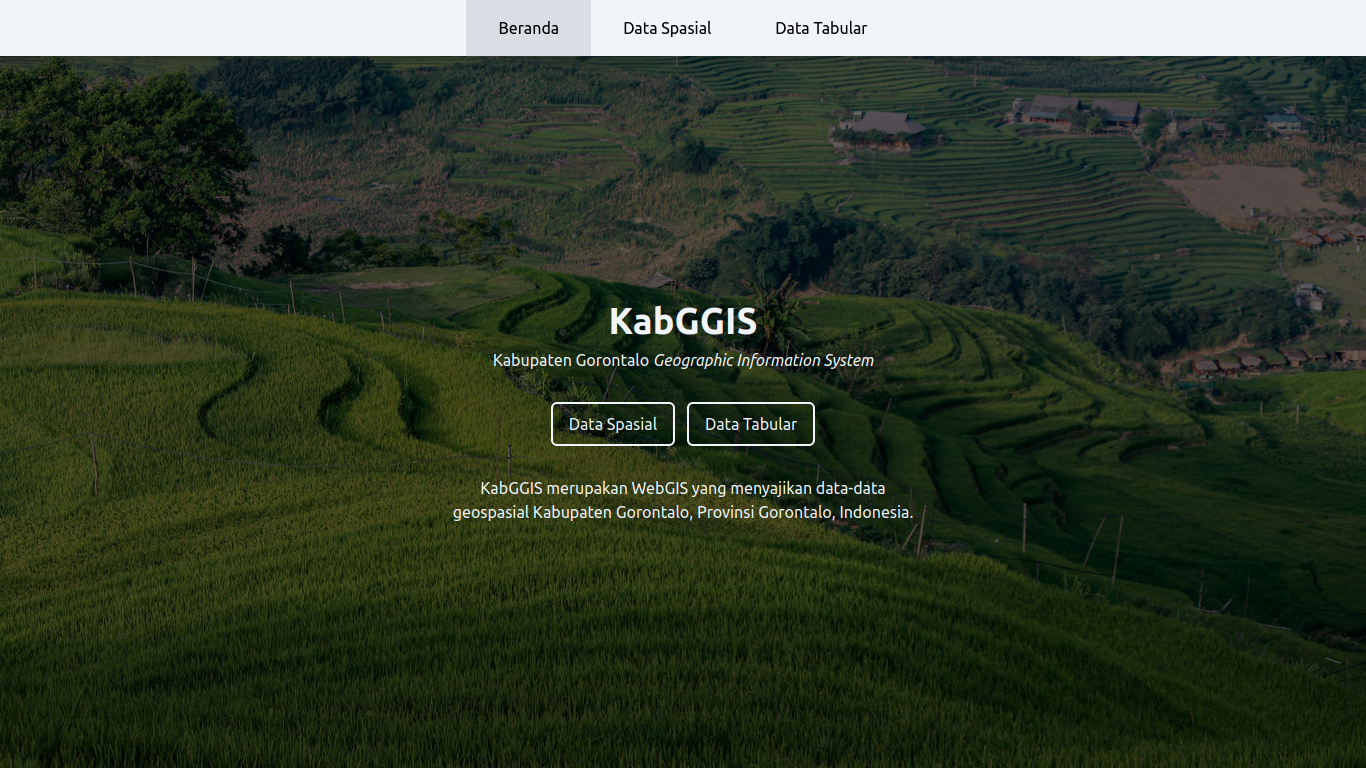 Beranda
Data Spasial
Data Tabular
KabGGIS
Kabupaten Gorontalo Geographic Information System
Data Spasial
Data Tabular
KabGGIS merupakan WebGIS yang menyajikan data-data
geospasial Kabupaten Gorontalo, Provinsi Gorontalo, Indonesia.